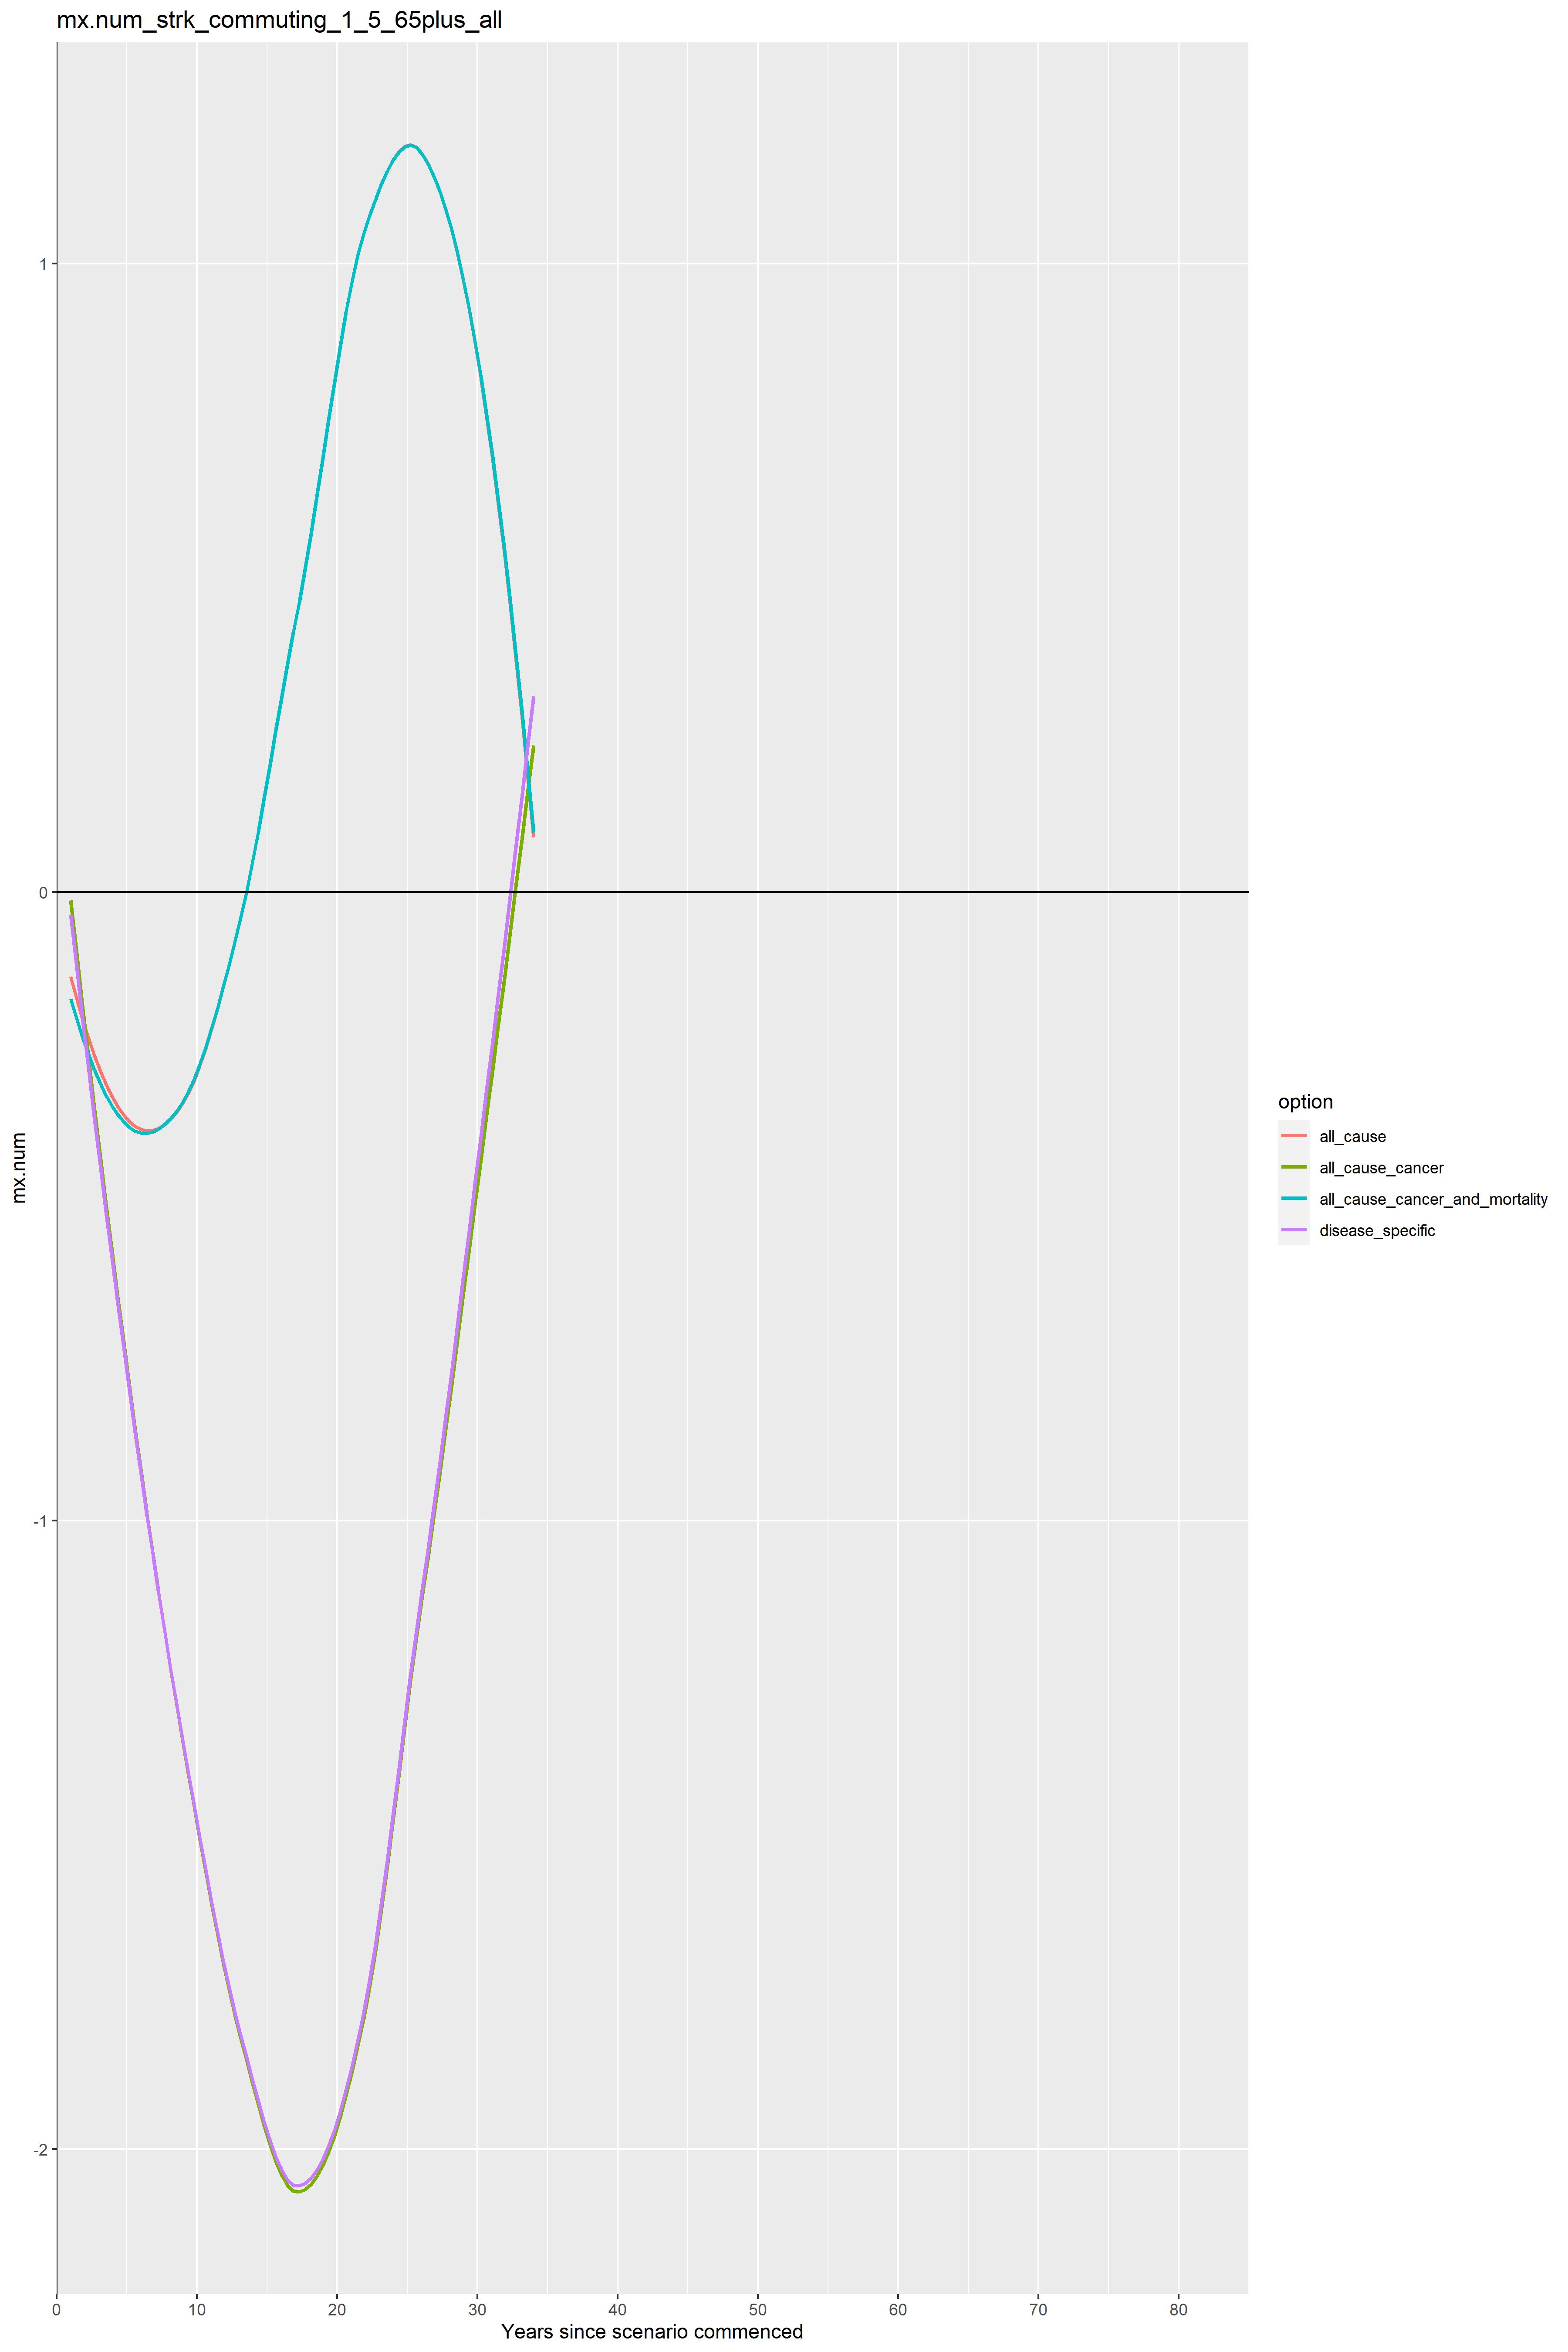 mx.num_strk_commuting_1_5_65plus_all
1
0
-1
-2
mx.num
0 10 20 30 40 50 60 70 80
Years since scenario commenced
option
all_cause
all_cause_cancer
all_cause_cancer_and_mortality
disease_specific